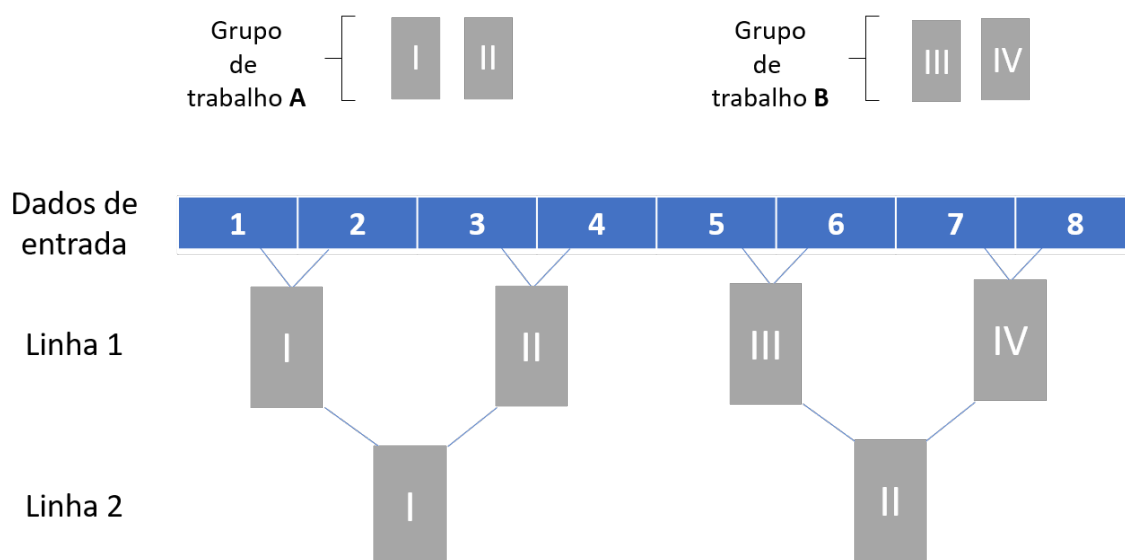 Grupo
de
trabalho A
I II
Grupo
de
trabalho B
III IV
Dados de
entrada
1 2 3 4 5 6 7 8
Linha 1
I II III IV
Linha 2
I II